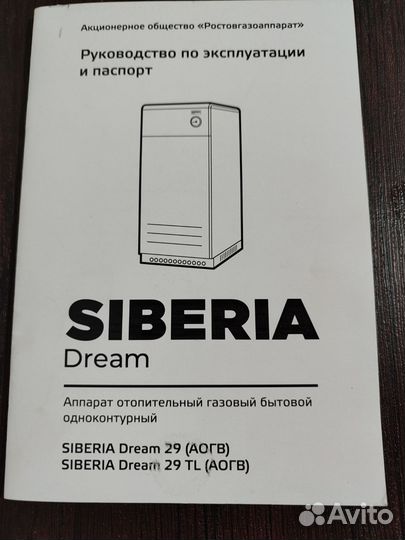 Акционерное общество «Ростовгазоаппарат»
Руководство по эксплуатации
и паспорт
SIBERIA
Dream
Аппарат отопительный газовый бытовой
одноконтурный
SIBERIA Dream 29 (АОГВ)
SIBERIA Dream 29 TL (АОГВ)
Avito